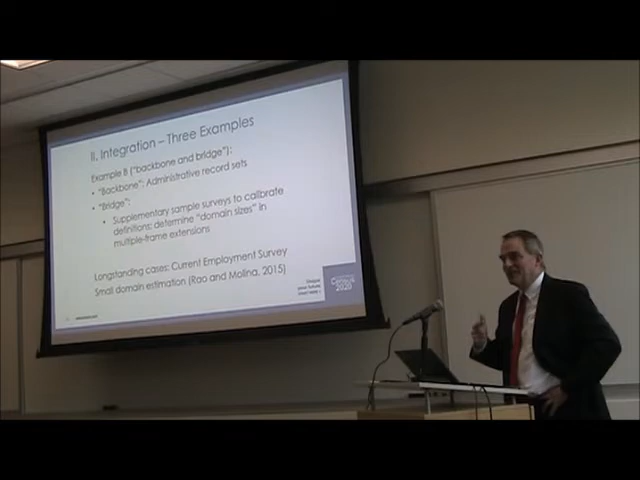 II. Integration – Three Examples
Example B ("backbone and bridge"):
• "Backbone": Administrative record sets
• "Bridge":
• Supplementary sample surveys to calibrate
definitions; determine "domain sizes" in
multiple-frame extensions
Longstanding cases: Current Employment Survey
Small domain estimation (Rao and Molina, 2015)
Census
2020